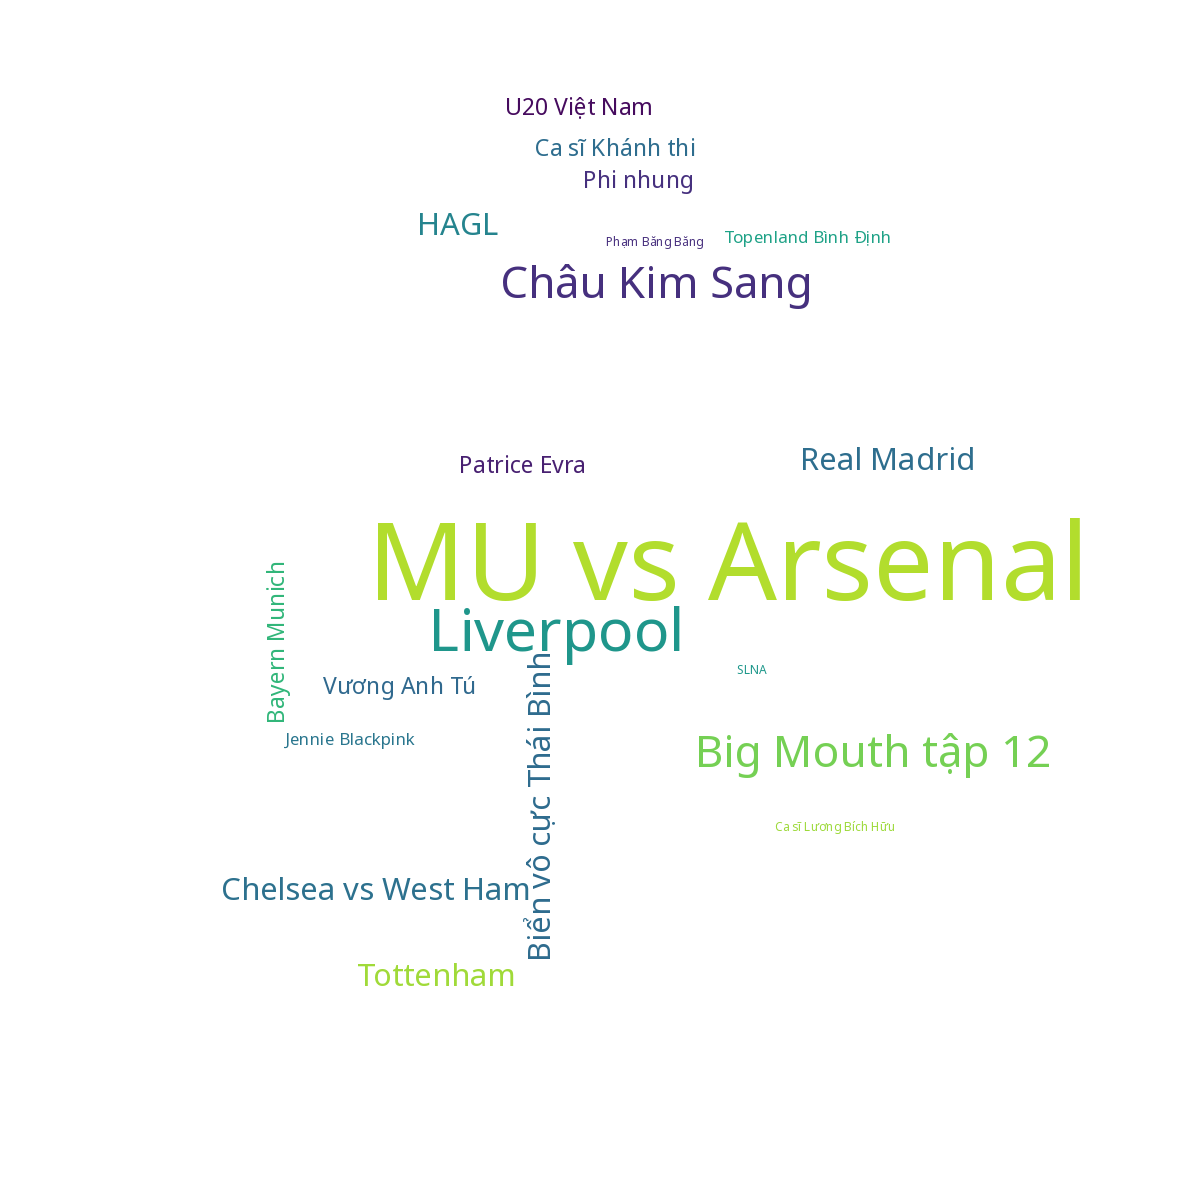 U20 Việt Nam
Ca sĩ Khánh thi
Phi nhung
HAGL
Phạm Băng Băng
Topenland Bình Định
Châu Kim Sang
Patrice Evra
Real Madrid
MU vs Arsenal
Liverpool
Bayern Munich
SLNA
Vương Anh Tú
Jennie Blackpink
Biển vô cực Thái Bình
Big Mouth tập 12
Ca sĩ Lương Bích Hữu
Chelsea vs West Ham
Tottenham